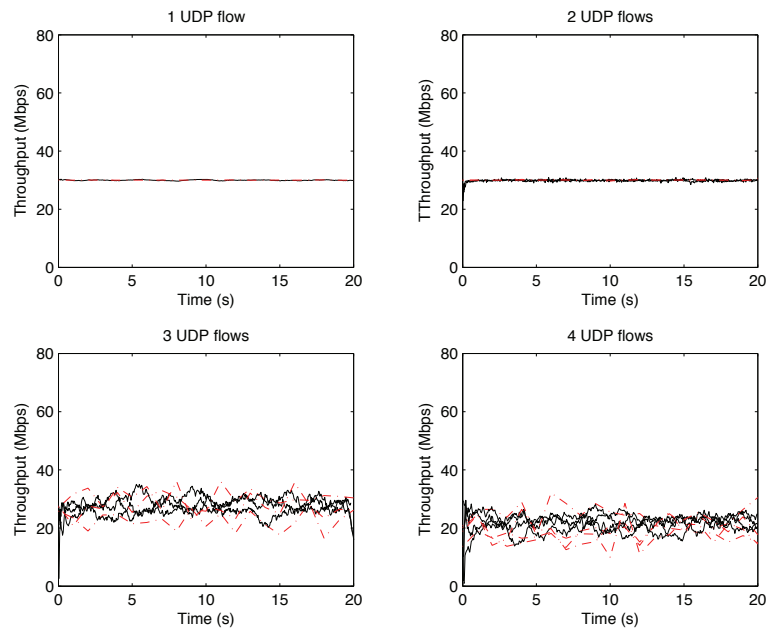 1 UDP flow
80
60
40
20
0
Throughput (Mbps)
0 5 10 15 20
Time (s)
2 UDP flows
80
60
40
20
0
TThroughput (Mbps)
0 5 10 15 20
Time (s)
3 UDP flows
80
60
40
20
0
Throughput (Mbps)
0 5 10 15 20
Time (s)
4 UDP flows
80
60
40
20
0
Throughput (Mbps)
0 5 10 15 20
Time (s)